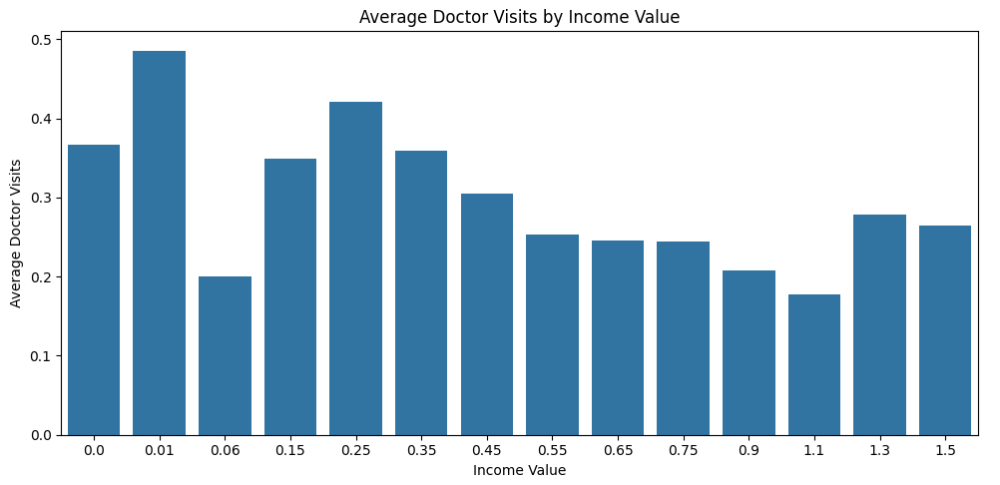 Average Doctor Visits by Income Value
Average Doctor Visits
0.5
0.4
0.3
0.2
0.1
0.0
0.0 0.01 0.06 0.15 0.25 0.35 0.45 0.55 0.65 0.75 0.9 1.1 1.3 1.5
Income Value